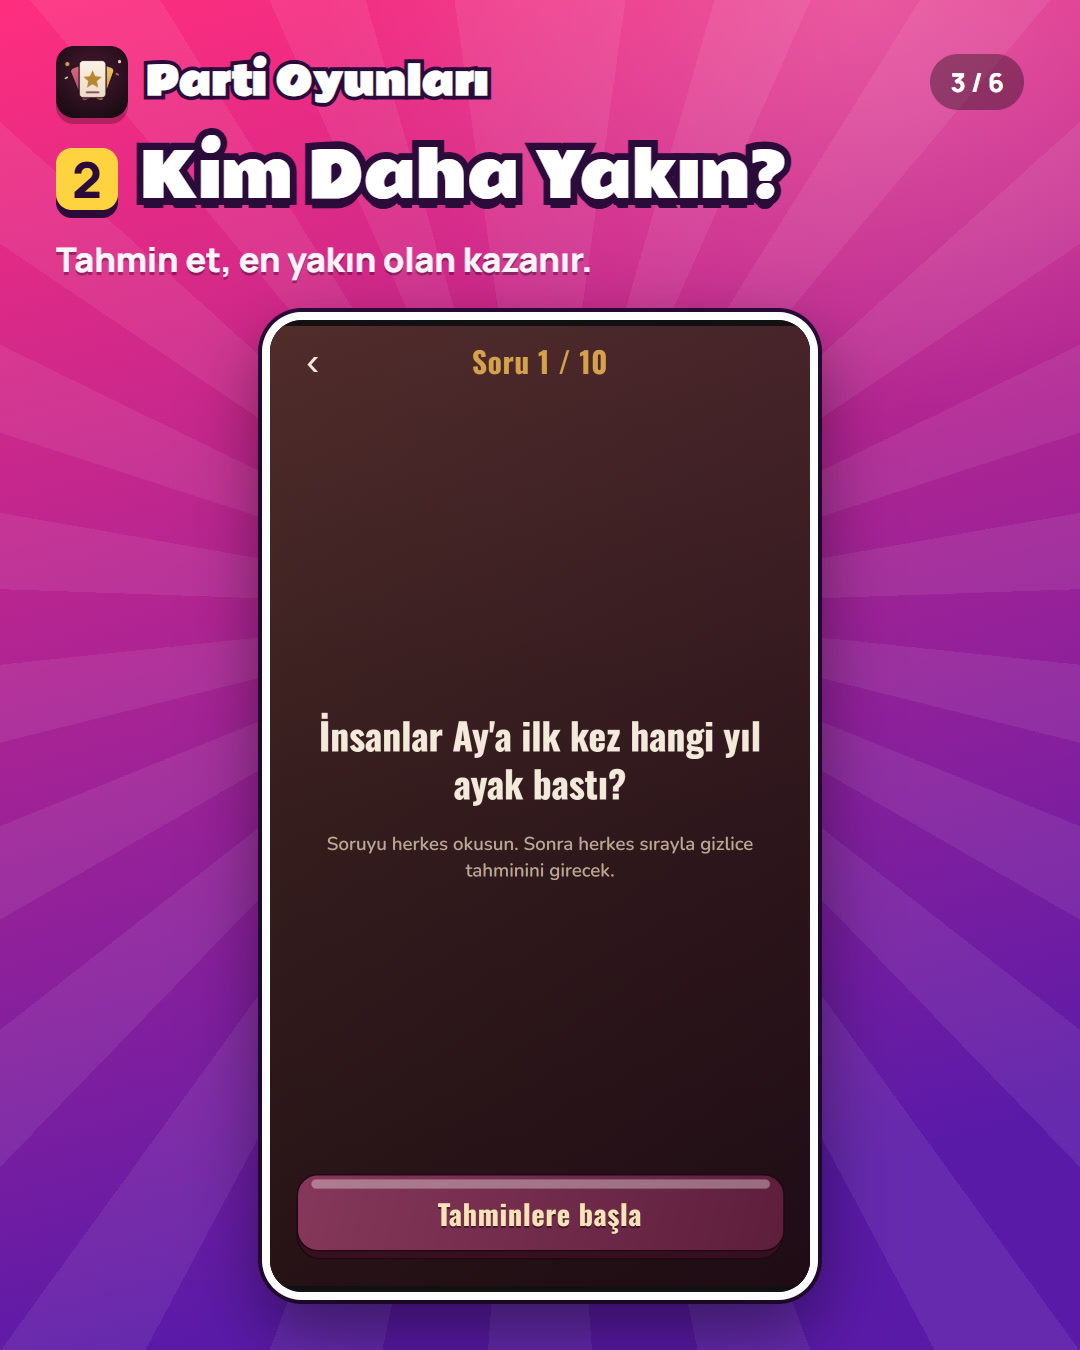 Parti Oyunları
3 / 6
2 Kim Daha Yakın?
Tahmin et, en yakın olan kazanır.
‹ Soru 1 / 10
İnsanlar Ay'a ilk kez hangi yıl
ayak bastı?
Soruyu herkes okusun. Sonra herkes sırayla gizlice
tahminini girecek.
Tahminlere başla